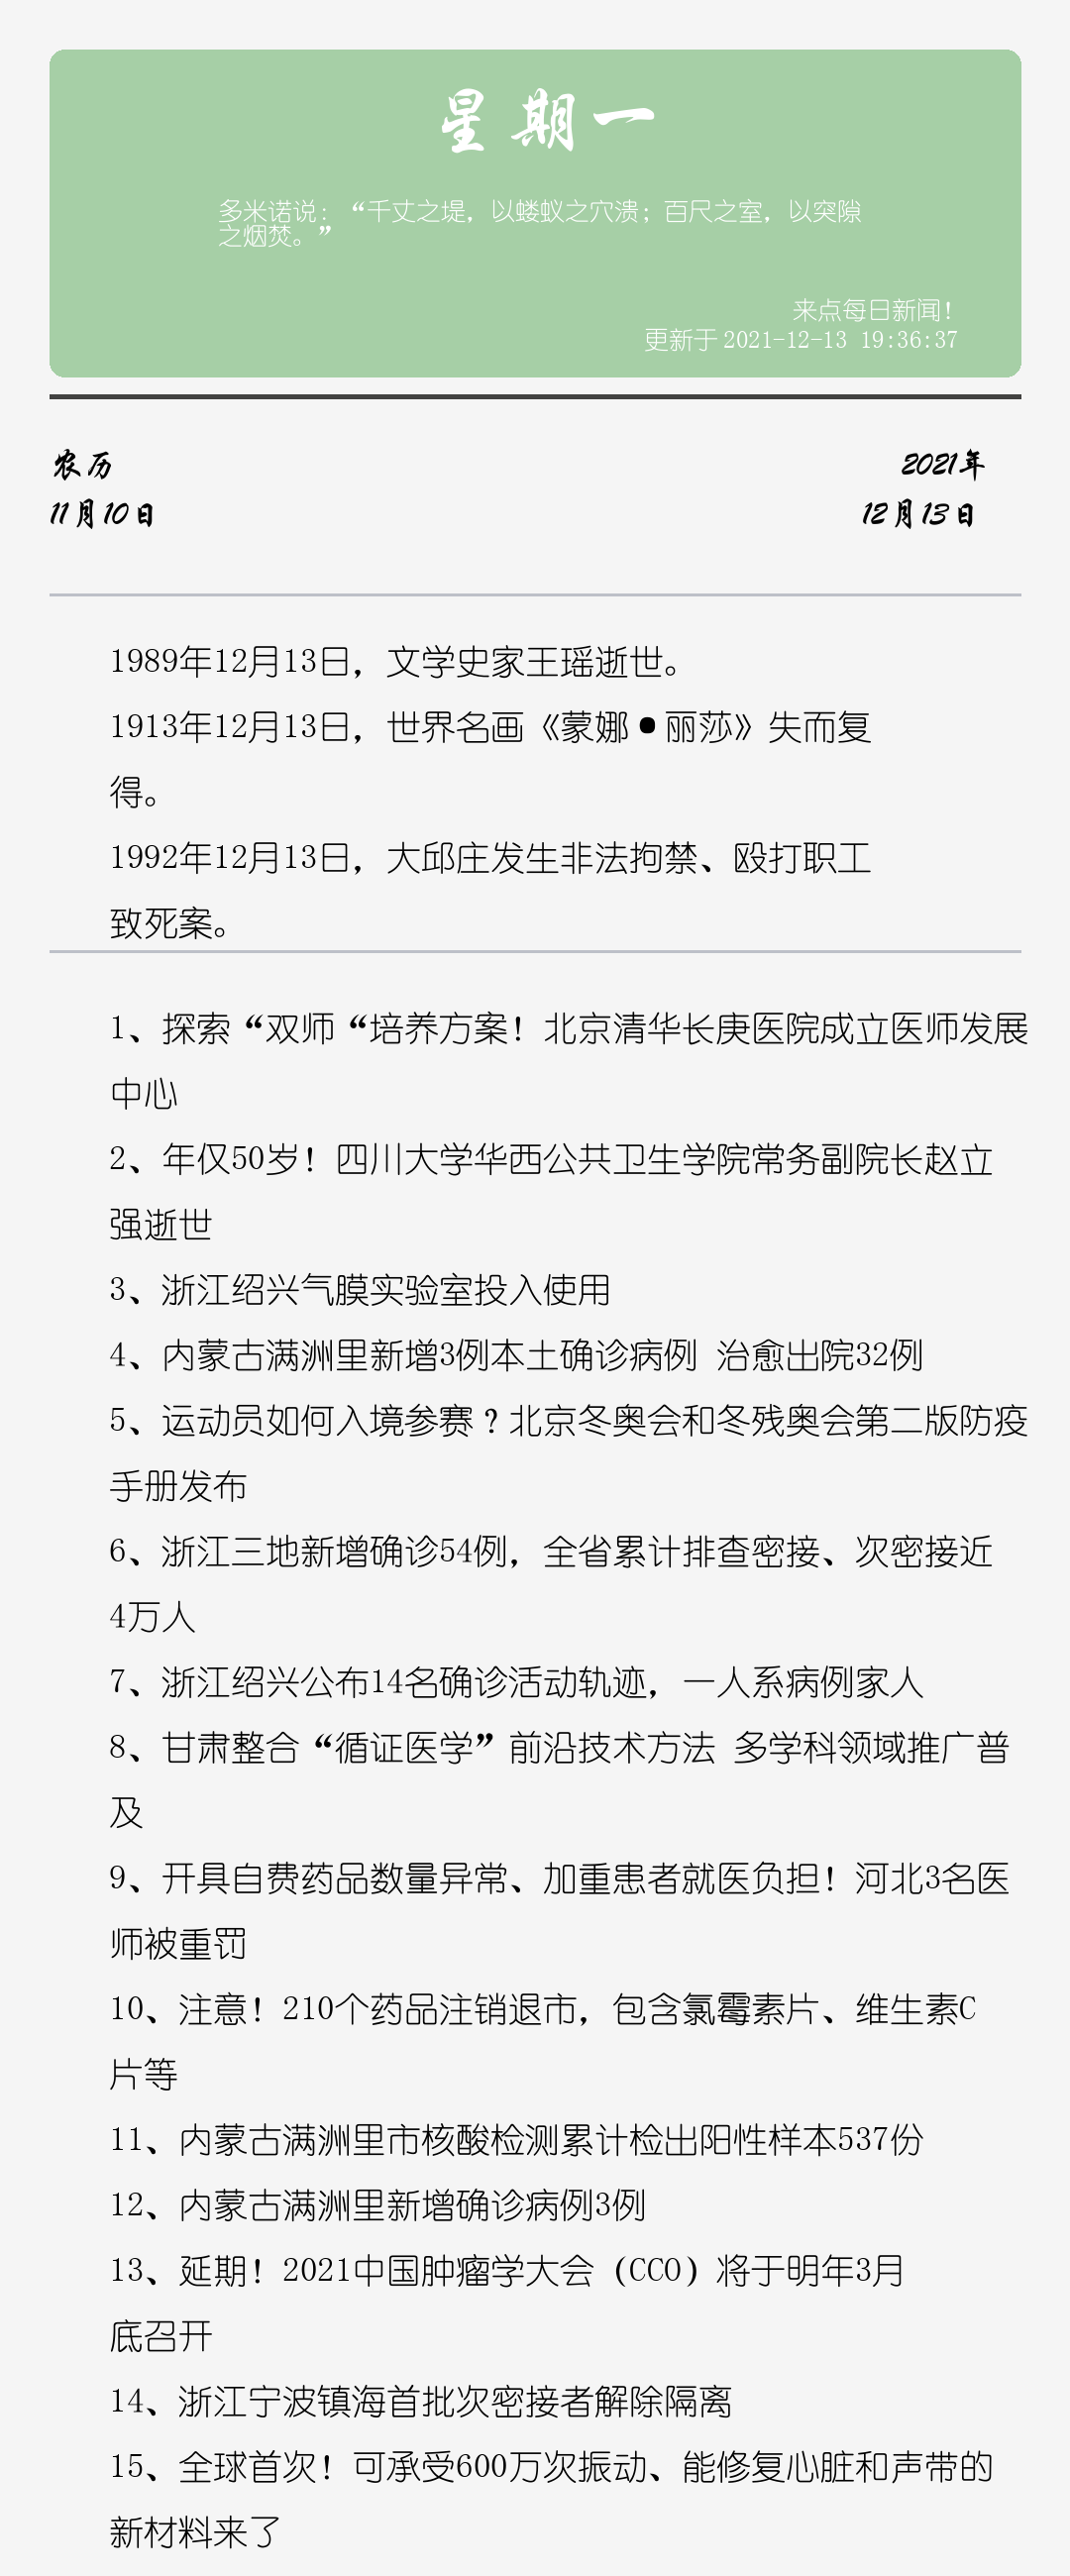 星期一
多米诺说：“千丈之堤，以蝼蚁之穴溃；百尺之室，以突隙
之烟焚。”
来点每日新闻！
更新于 2021-12-13 19:36:37
农历
2021年
11月10日
12月13日
1989年12月13日，文学史家王瑶逝世。
1913年12月13日，世界名画《蒙娜•丽莎》失而复
得。
1992年12月13日，大邱庄发生非法拘禁、殴打职工
致死案。
1、探索“双师“培养方案！北京清华长庚医院成立医师发展
中心
2、年仅50岁！四川大学华西公共卫生学院常务副院长赵立
强逝世
3、浙江绍兴气膜实验室投入使用
4、内蒙古满洲里新增3例本土确诊病例 治愈出院32例
5、运动员如何入境参赛？北京冬奥会和冬残奥会第二版防疫
手册发布
6、浙江三地新增确诊54例，全省累计排查密接、次密接近
4万人
7、浙江绍兴公布14名确诊活动轨迹，一人系病例家人
8、甘肃整合“循证医学”前沿技术方法 多学科领域推广普
及
9、开具自费药品数量异常、加重患者就医负担！河北3名医
师被重罚
10、注意！210个药品注销退市，包含氯霉素片、维生素C
片等
11、内蒙古满洲里市核酸检测累计检出阳性样本537份
12、内蒙古满洲里新增确诊病例3例
13、延期！2021中国肿瘤学大会（CCO）将于明年3月
底召开
14、浙江宁波镇海首批次密接者解除隔离
15、全球首次！可承受600万次振动、能修复心脏和声带的
新材料来了